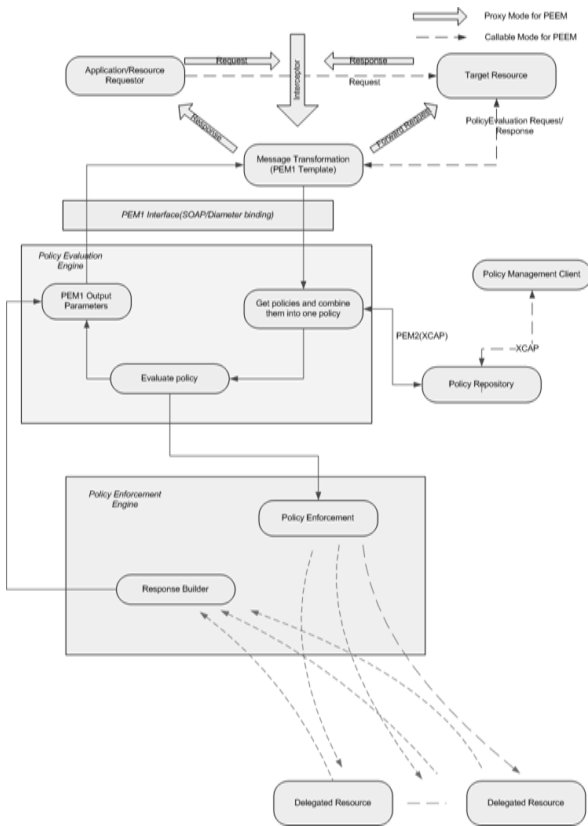 Proxy Mode for PEEM
Callable Mode for PEEM
Application/Resource
Requestor
Request
Interceptor
Response
Request
Target Resource
Response
Forward Request
PolicyEvaluation Request/
Response
Message Transformation
(PEM1 Template)
PEM1 Interface(SOAP/Diameter binding)
Policy Evaluation
Engine
PEM1 Output
Parameters
Get policies and combine
them into one policy
Policy Management Client
PEM2(XCAP)
XCAP
Evaluate policy
Policy Repository
Policy Enforcement
Engine
Policy Enforcement
Response Builder
Delegated Resource
Delegated Resource